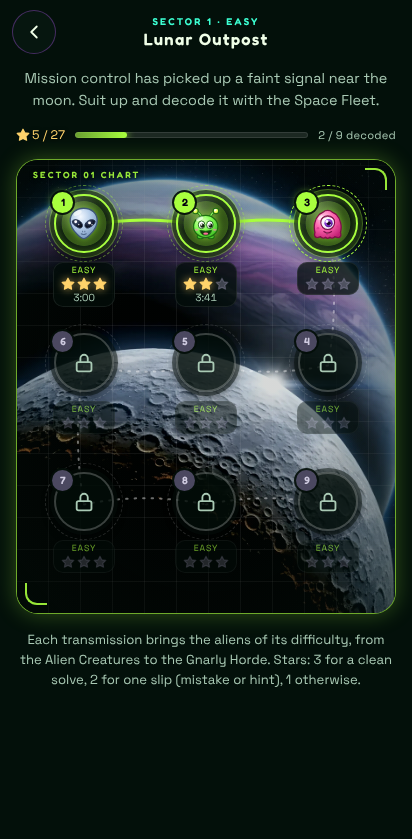 SECTOR 1 · EASY
Lunar Outpost
Mission control has picked up a faint signal near the
moon. Suit up and decode it with the Space Fleet.
5 / 27
2 / 9 decoded
SECTOR 01 CHART
1
2
3
EASY
EASY
EASY
3:00
3:41
6
5
4
EASY
EASY
EASY
7
8
9
EASY
EASY
EASY
Each transmission brings the aliens of its difficulty, from
the Alien Creatures to the Gnarly Horde. Stars: 3 for a clean
solve, 2 for one slip (mistake or hint), 1 otherwise.